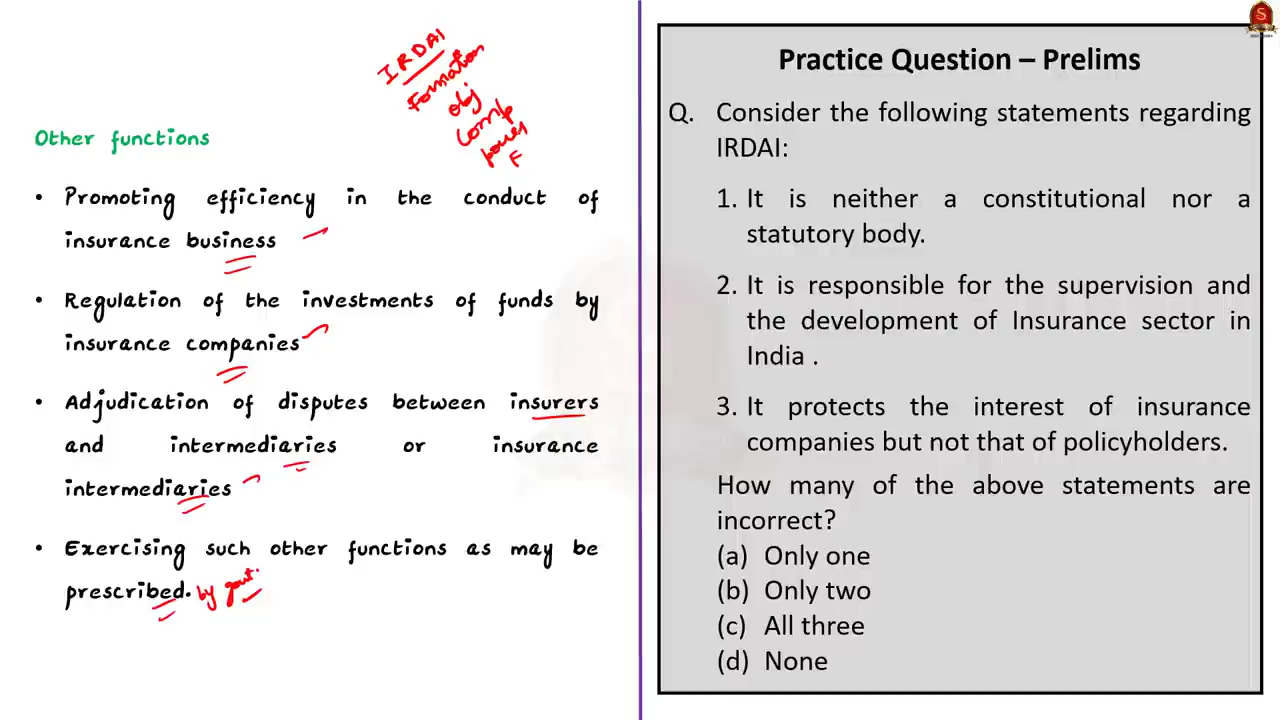 IRDAI
Formation
obj
comp
powers
F
Other functions
• Promoting efficiency in the conduct of
insurance business
• Regulation of the investments of funds by
insurance companies
• Adjudication of disputes between insurers
and intermediaries or insurance
intermediaries
• Exercising such other functions as may be
prescribed. by govt.
Practice Question – Prelims
Q. Consider the following statements regarding
IRDAI:
1. It is neither a constitutional nor a
statutory body.
2. It is responsible for the supervision and
the development of Insurance sector in
India .
3. It protects the interest of insurance
companies but not that of policyholders.
How many of the above statements are
incorrect?
(a) Only one
(b) Only two
(c) All three
(d) None